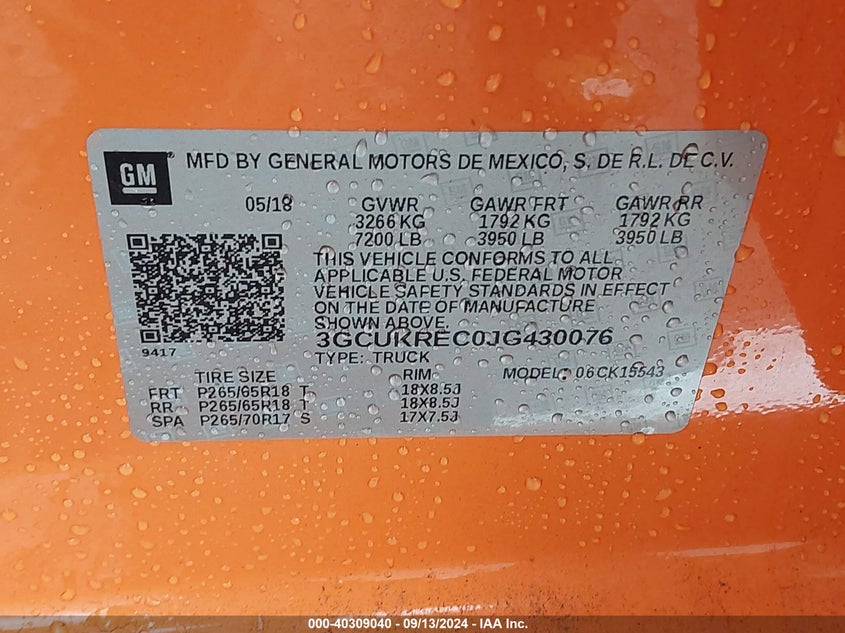 GM
MFD BY GENERAL MOTORS DE MEXICO, S. DE R.L. DE C.V.
05/18 GVWR GAWR FRT GAWR RR
3266 KG 1792 KG 1792 KG
7200 LB 3950 LB 3950 LB
THIS VEHICLE CONFORMS TO ALL
APPLICABLE U.S. FEDERAL MOTOR
VEHICLE SAFETY STANDARDS IN EFFECT
ON THE DATE OF MANUFACTURE
SHOWN ABOVE.
3GCUKREC0JG430076
9417 TYPE: TRUCK
TIRE SIZE RIM MODEL: 06CK15543
FRT P265/65R18 T 18X8.5J
RR P265/65R18 T 18X8.5J
SPA P265/70R17 S 17X7.5J
000-40309040 - 09/13/2024 - IAA Inc.